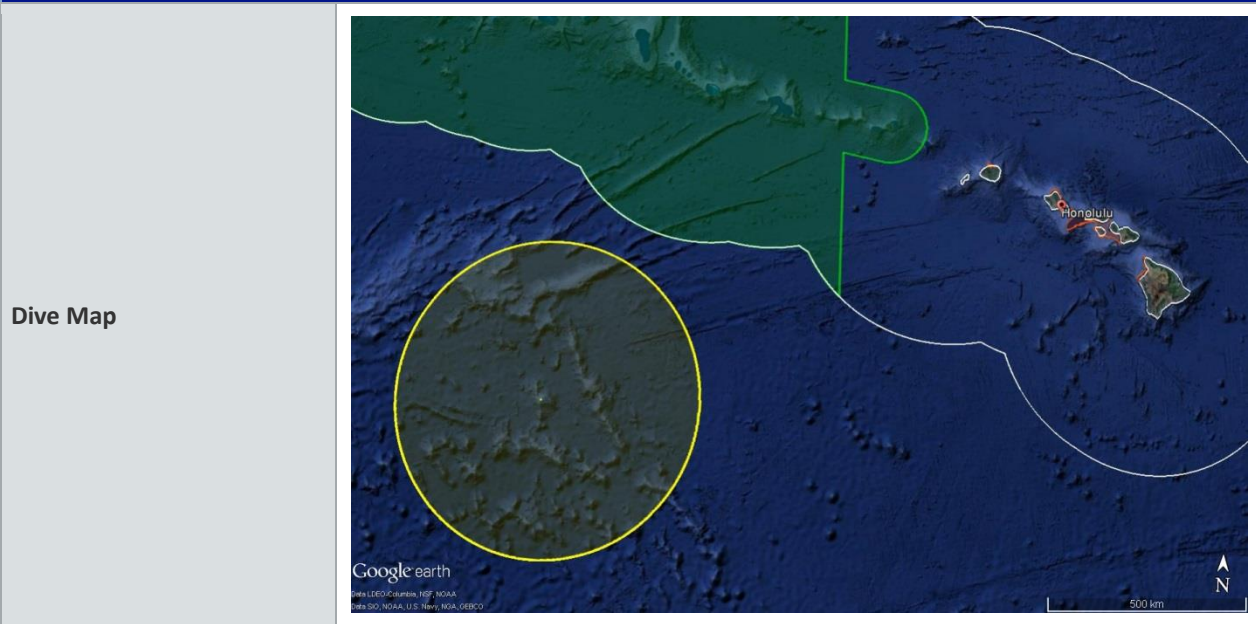 Dive Map
Honolulu
Google earth
Data LDEO-Columbia, NSF, NOAA
Data SIO, NOAA, U.S. Navy, NGA, GEBCO
N
500 km